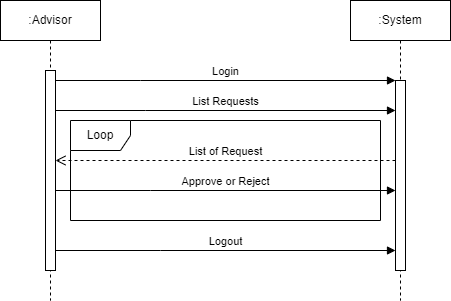 :Advisor
:System
Login
List Requests
Loop
List of Request
Approve or Reject
Logout